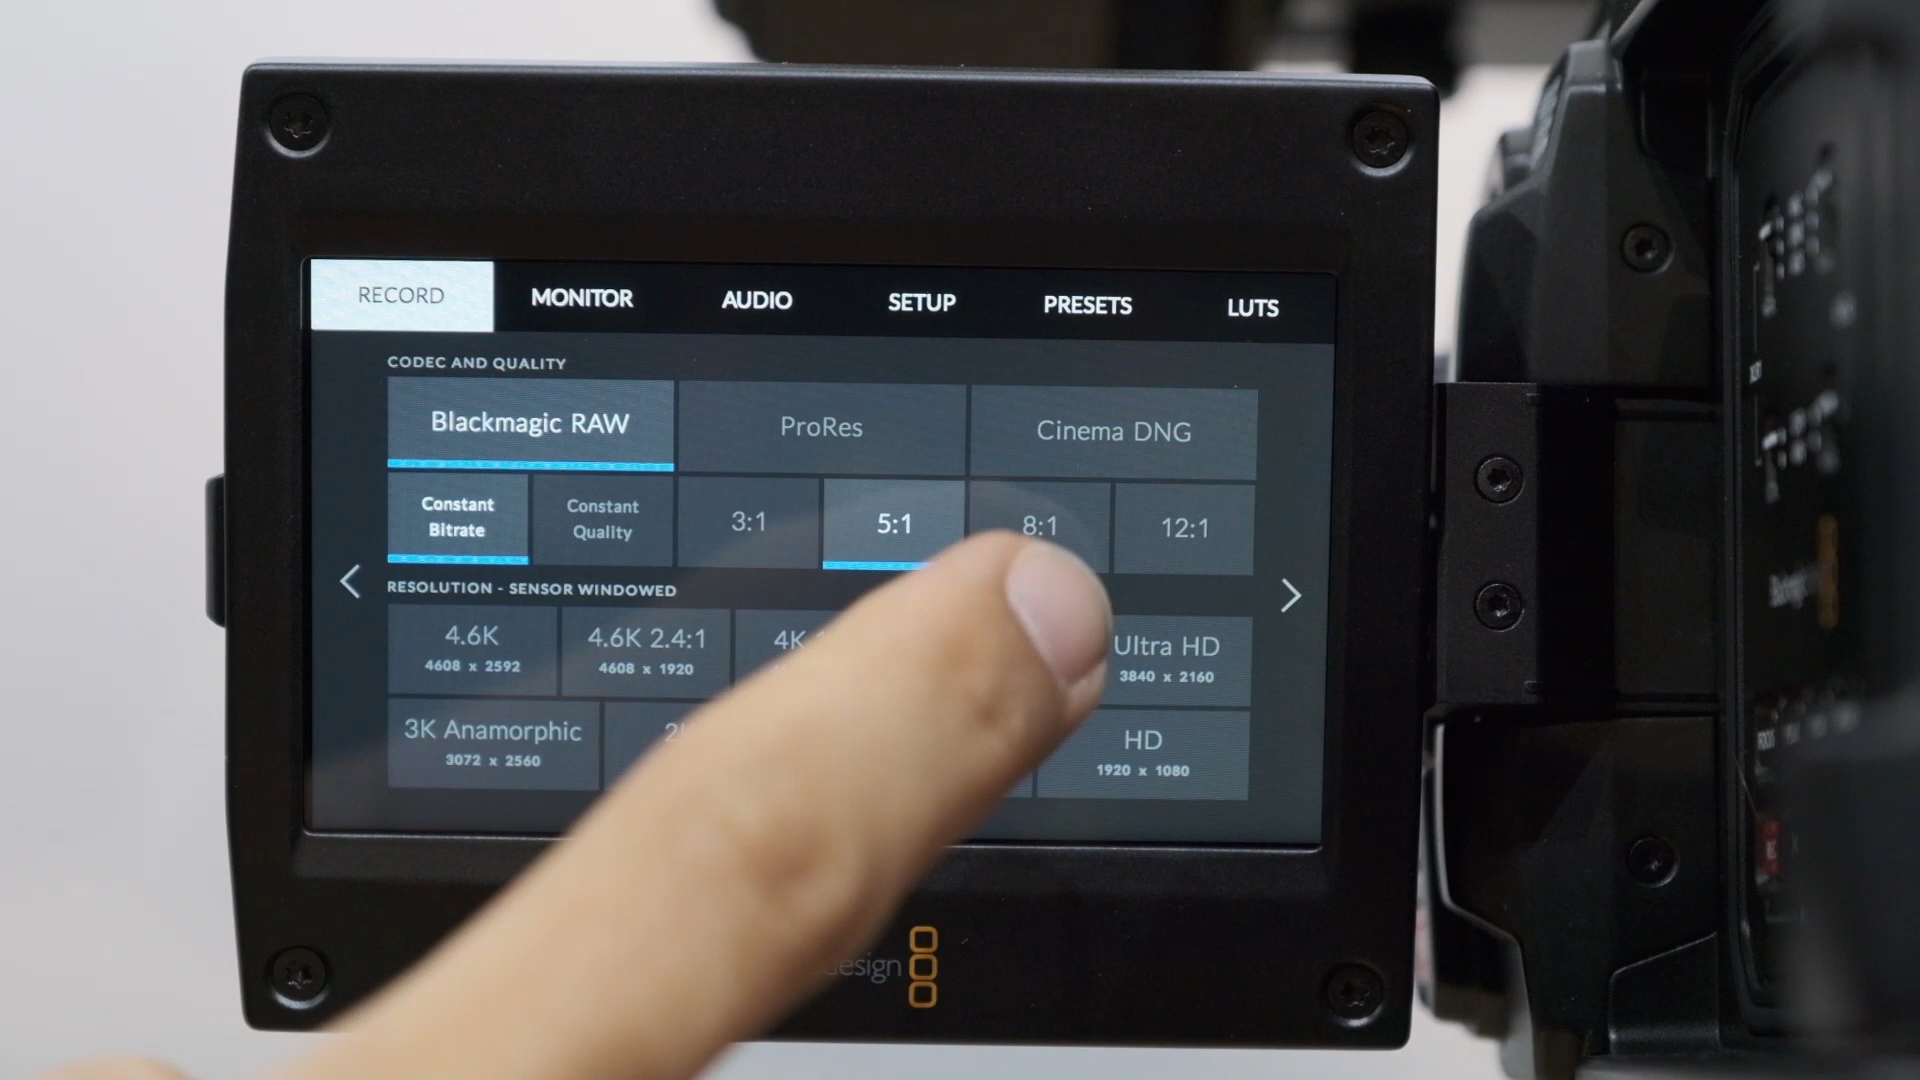 RECORD MONITOR AUDIO SETUP PRESETS LUTS
CODEC AND QUALITY
Blackmagic RAW ProRes Cinema DNG
Constant Bitrate Constant Quality 3:1 5:1 8:1 12:1
RESOLUTION - SENSOR WINDOWED
4.6K 4.6K 2.4:1 4K Ultra HD
4608 x 2592 4608 x 1920 3840 x 2160
3K Anamorphic HD
3072 x 2560 1920 x 1080
design